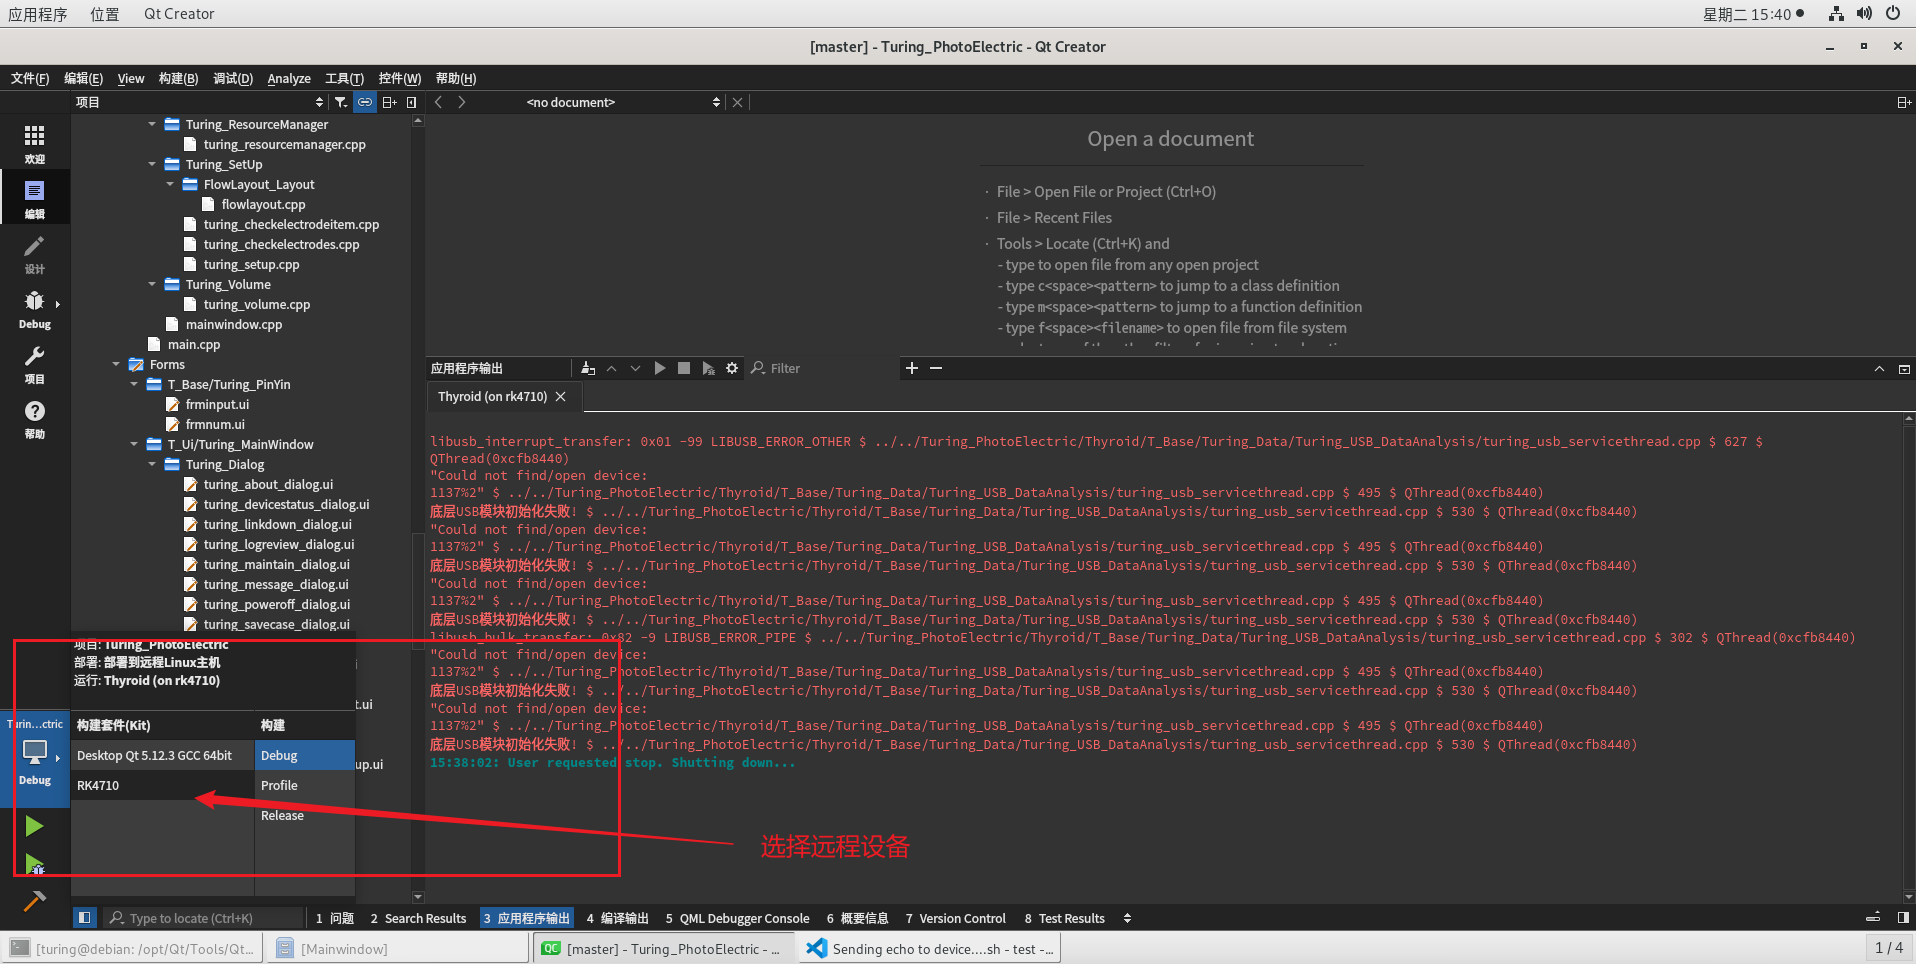 应用程序 位置 Qt Creator 星期二 15:40
[master] - Turing_PhotoElectric - Qt Creator
文件(F) 编辑(E) View 构建(B) 调试(D) Analyze 工具(T) 控件(W) 帮助(H)
项目 <no document>
欢迎
编辑
设计
Debug
项目
帮助
Turing_ResourceManager
turing_resourcemanager.cpp
Turing_SetUp
FlowLayout_Layout
flowlayout.cpp
turing_checkelectrodeitem.cpp
turing_checkelectrodes.cpp
turing_setup.cpp
Turing_Volume
turing_volume.cpp
mainwindow.cpp
main.cpp
Forms
T_Base/Turing_PinYin
frminput.ui
frmnum.ui
T_Ui/Turing_MainWindow
Turing_Dialog
turing_about_dialog.ui
turing_devicestatus_dialog.ui
turing_linkdown_dialog.ui
turing_logreview_dialog.ui
turing_maintain_dialog.ui
turing_message_dialog.ui
turing_poweroff_dialog.ui
turing_savecase_dialog.ui
t.ui
up.ui
Open a document
· File > Open File or Project (Ctrl+O)
· File > Recent Files
· Tools > Locate (Ctrl+K) and
- type to open file from any open project
- type c<space><pattern> to jump to a class definition
- type m<space><pattern> to jump to a function definition
- type f<space><filename> to open file from file system
应用程序输出 Filter
Thyroid (on rk4710)
libusb_interrupt_transfer: 0x01 -99 LIBUSB_ERROR_OTHER $ ../../Turing_PhotoElectric/Thyroid/T_Base/Turing_Data/Turing_USB_DataAnalysis/turing_usb_servicethread.cpp $ 627 $
QThread(0xcfb8440)
"Could not find/open device:
1137%2" $ ../../Turing_PhotoElectric/Thyroid/T_Base/Turing_Data/Turing_USB_DataAnalysis/turing_usb_servicethread.cpp $ 495 $ QThread(0xcfb8440)
底层USB模块初始化失败! $ ../../Turing_PhotoElectric/Thyroid/T_Base/Turing_Data/Turing_USB_DataAnalysis/turing_usb_servicethread.cpp $ 530 $ QThread(0xcfb8440)
"Could not find/open device:
1137%2" $ ../../Turing_PhotoElectric/Thyroid/T_Base/Turing_Data/Turing_USB_DataAnalysis/turing_usb_servicethread.cpp $ 495 $ QThread(0xcfb8440)
底层USB模块初始化失败! $ ../../Turing_PhotoElectric/Thyroid/T_Base/Turing_Data/Turing_USB_DataAnalysis/turing_usb_servicethread.cpp $ 530 $ QThread(0xcfb8440)
"Could not find/open device:
1137%2" $ ../../Turing_PhotoElectric/Thyroid/T_Base/Turing_Data/Turing_USB_DataAnalysis/turing_usb_servicethread.cpp $ 495 $ QThread(0xcfb8440)
底层USB模块初始化失败! $ ../../Turing_PhotoElectric/Thyroid/T_Base/Turing_Data/Turing_USB_DataAnalysis/turing_usb_servicethread.cpp $ 530 $ QThread(0xcfb8440)
libusb_bulk_transfer: 0x82 -9 LIBUSB_ERROR_PIPE $ ../../Turing_PhotoElectric/Thyroid/T_Base/Turing_Data/Turing_USB_DataAnalysis/turing_usb_servicethread.cpp $ 302 $ QThread(0xcfb8440)
"Could not find/open device:
1137%2" $ ../../Turing_PhotoElectric/Thyroid/T_Base/Turing_Data/Turing_USB_DataAnalysis/turing_usb_servicethread.cpp $ 495 $ QThread(0xcfb8440)
底层USB模块初始化失败! $ ../../Turing_PhotoElectric/Thyroid/T_Base/Turing_Data/Turing_USB_DataAnalysis/turing_usb_servicethread.cpp $ 530 $ QThread(0xcfb8440)
"Could not find/open device:
1137%2" $ ../../Turing_PhotoElectric/Thyroid/T_Base/Turing_Data/Turing_USB_DataAnalysis/turing_usb_servicethread.cpp $ 495 $ QThread(0xcfb8440)
底层USB模块初始化失败! $ ../../Turing_PhotoElectric/Thyroid/T_Base/Turing_Data/Turing_USB_DataAnalysis/turing_usb_servicethread.cpp $ 530 $ QThread(0xcfb8440)
15:38:02: User requested stop. Shutting down...
项目: Turing_PhotoElectric
部署: 部署到远程Linux主机
运行: Thyroid (on rk4710)
Turin...ctric
Debug
构建套件(Kit) 构建
Desktop Qt 5.12.3 GCC 64bit Debug
RK4710 Profile
Release
选择远程设备
Type to locate (Ctrl+K) 1 问题 2 Search Results 3 应用程序输出 4 编译输出 5 QML Debugger Console 6 概要信息 7 Version Control 8 Test Results
[turing@debian: /opt/Qt/Tools/Qt... [Mainwindow] QC [master] - Turing_PhotoElectric - ... Sending echo to device....sh - test -... 1 / 4